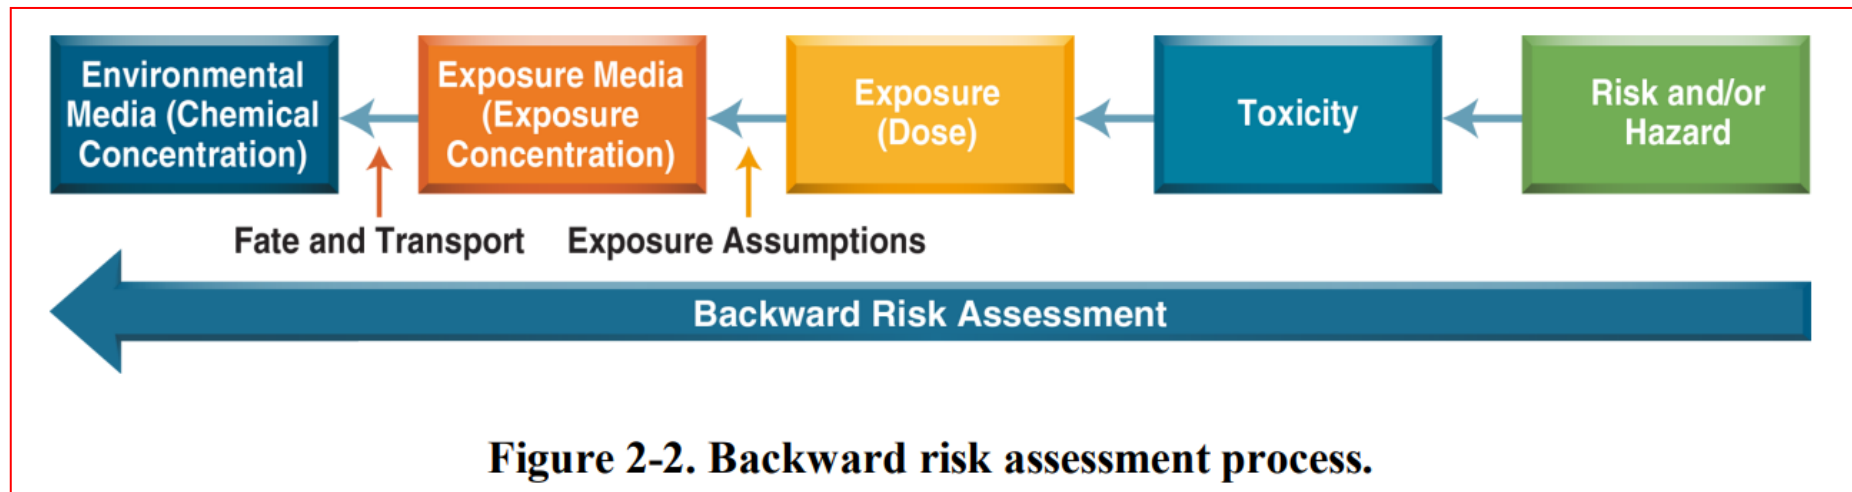 Environmental
Media (Chemical
Concentration)
Exposure Media
(Exposure
Concentration)
Exposure
(Dose)
Toxicity
Risk and/or
Hazard
Fate and Transport
Exposure Assumptions
Backward Risk Assessment
Figure 2-2. Backward risk assessment process.